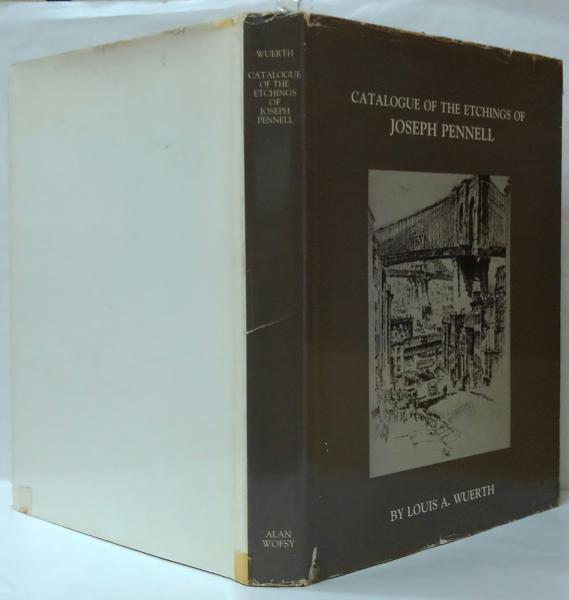 WUERTH
CATALOGUE
OF THE
ETCHINGS
OF
JOSEPH
PENNELL
ALAN
WOFSY
CATALOGUE OF THE ETCHINGS OF
JOSEPH PENNELL
BY LOUIS A. WUERTH